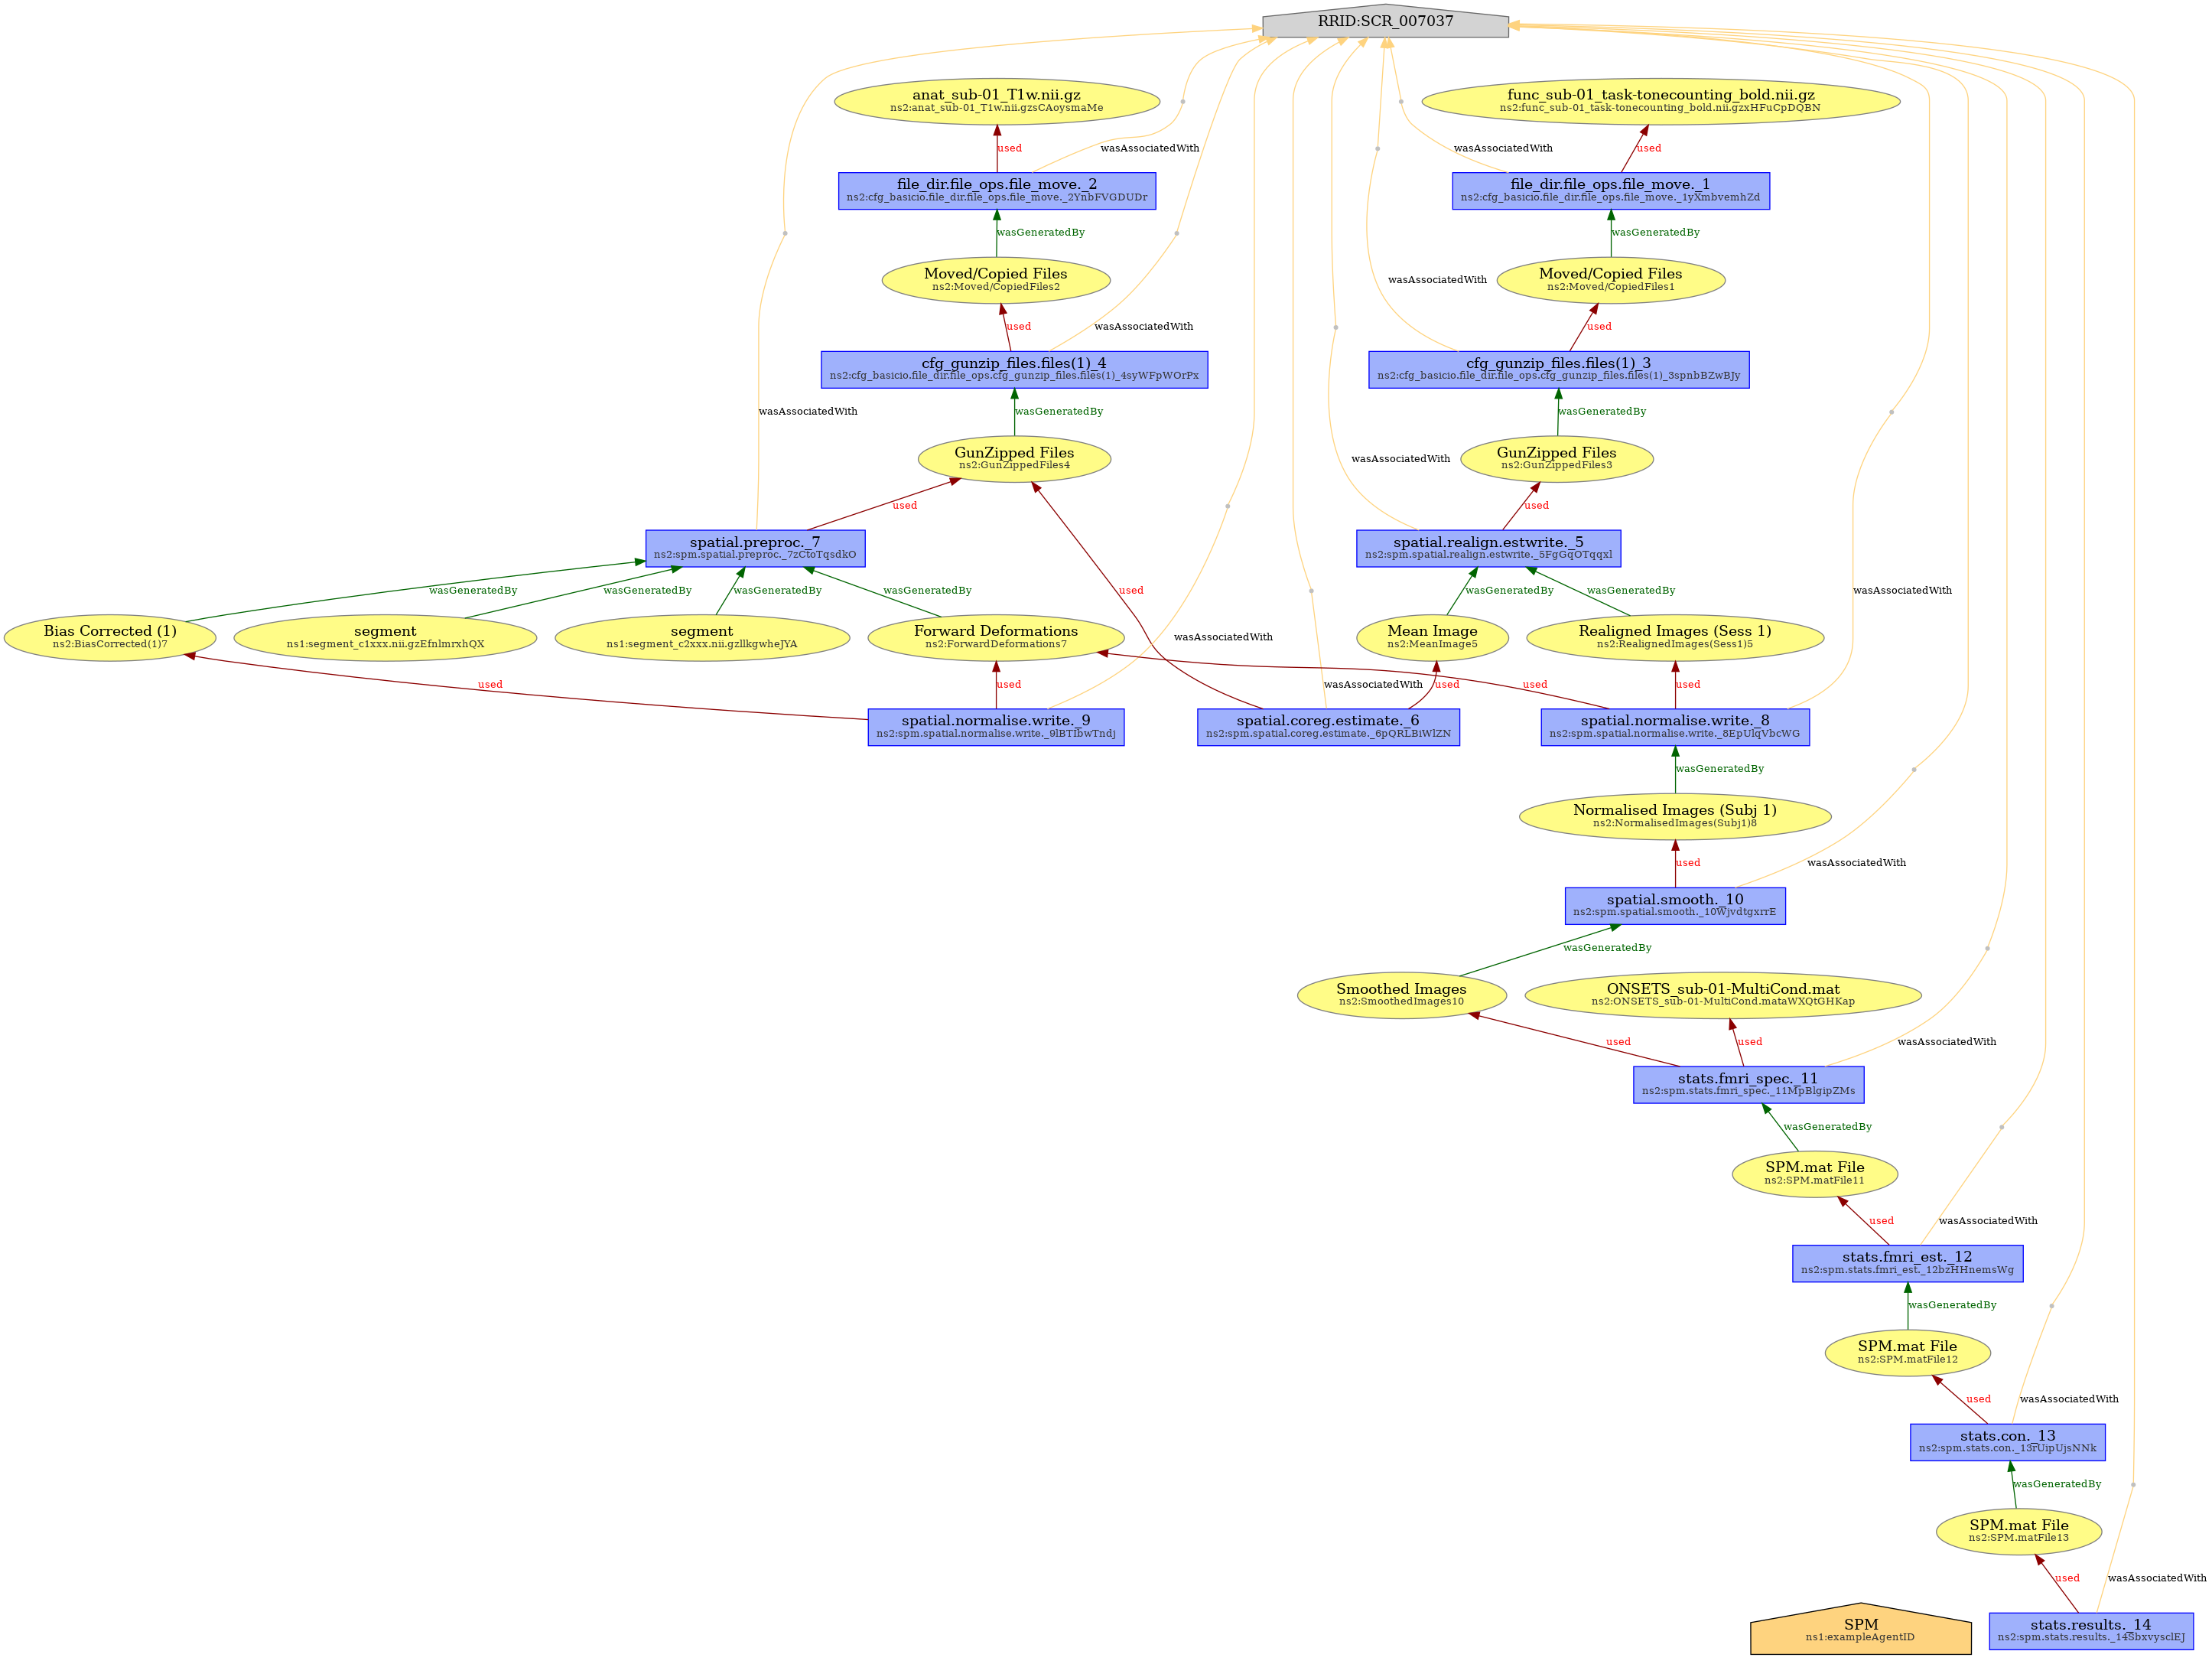 RRID:SCR_007037
anat_sub-01_T1w.nii.gz
ns2:anat_sub-01_T1w.nii.gzsCAoysmaMe
func_sub-01_task-tonecounting_bold.nii.gz
ns2:func_sub-01_task-tonecounting_bold.nii.gzxHFuCpDQBN
used
wasAssociatedWith
wasAssociatedWith
used
file_dir.file_ops.file_move._2
ns2:cfg_basicio.file_dir.file_ops.file_move._2YnbFVGDUDr
file_dir.file_ops.file_move._1
ns2:cfg_basicio.file_dir.file_ops.file_move._1yXmbvemhZd
wasGeneratedBy
wasGeneratedBy
Moved/Copied Files
ns2:Moved/CopiedFiles2
wasAssociatedWith
Moved/Copied Files
ns2:Moved/CopiedFiles1
used
wasAssociatedWith
used
cfg_gunzip_files.files(1)_4
ns2:cfg_basicio.file_dir.file_ops.cfg_gunzip_files.files(1)_4syWFpWOrPx
cfg_gunzip_files.files(1)_3
ns2:cfg_basicio.file_dir.file_ops.cfg_gunzip_files.files(1)_3spnbBZwBJy
wasAssociatedWith
wasGeneratedBy
wasGeneratedBy
GunZipped Files
ns2:GunZippedFiles4
wasAssociatedWith
GunZipped Files
ns2:GunZippedFiles3
used
used
spatial.preproc._7
ns2:spm.spatial.preproc._7zCtoTqsdkO
spatial.realign.estwrite._5
ns2:spm.spatial.realign.estwrite._5FgGqOTqqxl
wasGeneratedBy
wasGeneratedBy
wasGeneratedBy
wasGeneratedBy
used
wasGeneratedBy
wasGeneratedBy
wasAssociatedWith
Bias Corrected (1)
ns2:BiasCorrected(1)7
segment
ns1:segment_c1xxx.nii.gzEfnlmrxhQX
segment
ns1:segment_c2xxx.nii.gzllkgwheJYA
Forward Deformations
ns2:ForwardDeformations7
wasAssociatedWith
Mean Image
ns2:MeanImage5
Realigned Images (Sess 1)
ns2:RealignedImages(Sess1)5
used
used
wasAssociatedWith
used
used
used
spatial.normalise.write._9
ns2:spm.spatial.normalise.write._9lBTIbwTndj
spatial.coreg.estimate._6
ns2:spm.spatial.coreg.estimate._6pQRLBiWlZN
spatial.normalise.write._8
ns2:spm.spatial.normalise.write._8EpUlqVbcWG
wasGeneratedBy
Normalised Images (Subj 1)
ns2:NormalisedImages(Subj1)8
used
wasAssociatedWith
spatial.smooth._10
ns2:spm.spatial.smooth._10WjvdtgxrrE
wasGeneratedBy
Smoothed Images
ns2:SmoothedImages10
ONSETS_sub-01-MultiCond.mat
ns2:ONSETS_sub-01-MultiCond.mataWXQtGHKap
used
used
wasAssociatedWith
stats.fmri_spec._11
ns2:spm.stats.fmri_spec._11MpBlgipZMs
wasGeneratedBy
SPM.mat File
ns2:SPM.matFile11
used
wasAssociatedWith
stats.fmri_est._12
ns2:spm.stats.fmri_est._12bzHHnemsWg
wasGeneratedBy
SPM.mat File
ns2:SPM.matFile12
used
wasAssociatedWith
stats.con._13
ns2:spm.stats.con._13rUipUjsNNk
wasGeneratedBy
SPM.mat File
ns2:SPM.matFile13
used
wasAssociatedWith
SPM
ns1:exampleAgentID
stats.results._14
ns2:spm.stats.results._14SbxvysclEJ